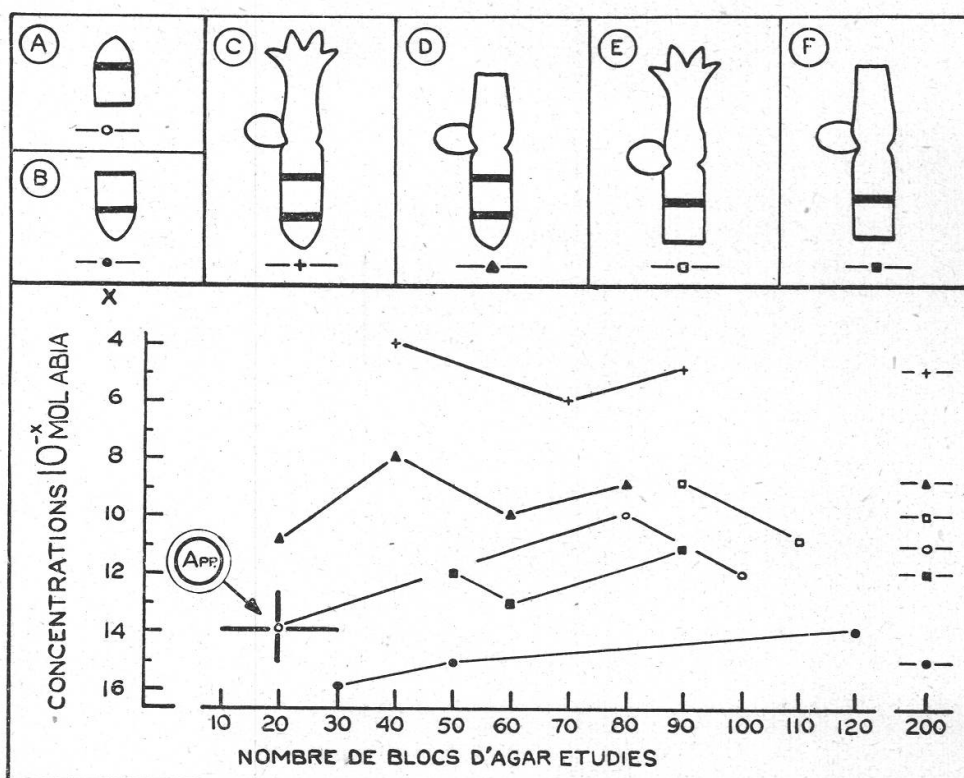 A
C
D
E
F
B
X
4
6
8
10
12
14
16
CONCENTRATIONS 10^-x MOL ABIA
APP.
10 20 30 40 50 60 70 80 90 100 110 120 200
NOMBRE DE BLOCS D'AGAR ETUDIES